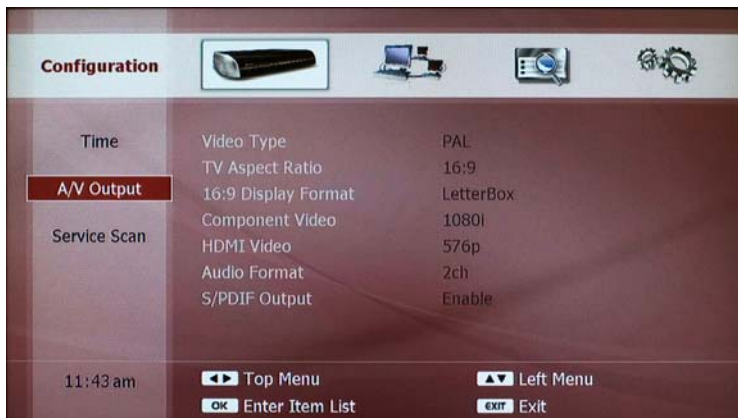 Configuration
Time
A/V Output
Service Scan
Video Type PAL
TV Aspect Ratio 16:9
16:9 Display Format LetterBox
Component Video 1080i
HDMI Video 576p
Audio Format 2ch
S/PDIF Output Enable
11:43 am
Top Menu
Left Menu
OK Enter Item List
EXIT Exit